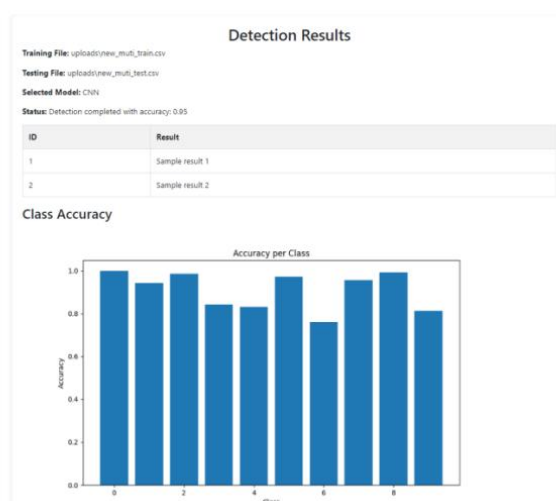 Detection Results
Training File: uploads\new_muti_train.csv
Testing File: uploads\new_muti_test.csv
Selected Model: CNN
Status: Detection completed with accuracy: 0.95
ID Result
1 Sample result 1
2 Sample result 2
Class Accuracy
Accuracy per Class
1.0
0.8
0.6
0.4
0.2
0.0
Accuracy
0 2 4 6 8